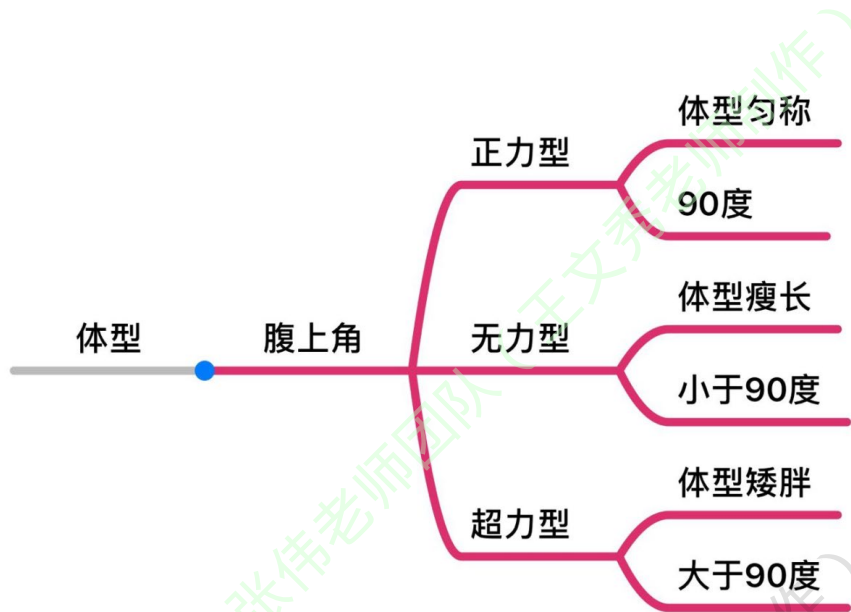 体型
腹上角
正力型
体型匀称
90度
无力型
体型瘦长
小于90度
超力型
体型矮胖
大于90度
张伟老师团队（王文秀老师制作）
作）